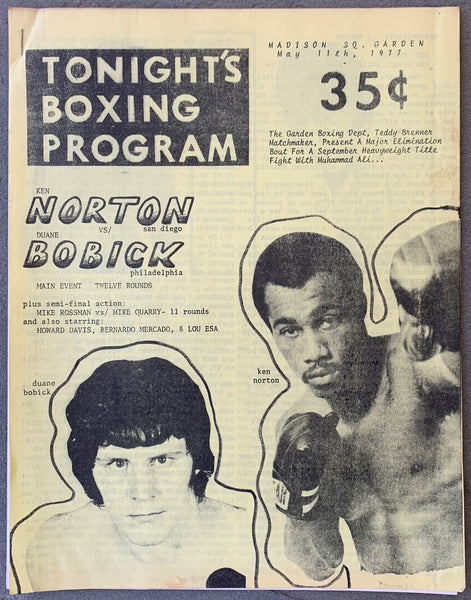 TONIGHT'S
BOXING
PROGRAM
MADISON SQ. GARDEN
May 11th, 1977
35¢
The Garden Boxing Dept, Teddy Brenner
Matchmaker, Present A Major Elimination
Bout For A September Heavyweight Title
Fight With Muhammad Ali...
KEN
NORTON
VS/ san diego
DUANE
BOBICK
philadelphia
MAIN EVENT TWELVE ROUNDS
plus semi-final action:
MIKE ROSSMAN vs/ MIKE QUARRY- 11 rounds
and also starring:
HOWARD DAVIS, BERNARDO MERCADO, & LOU ESA
duane
bobick
ken
norton